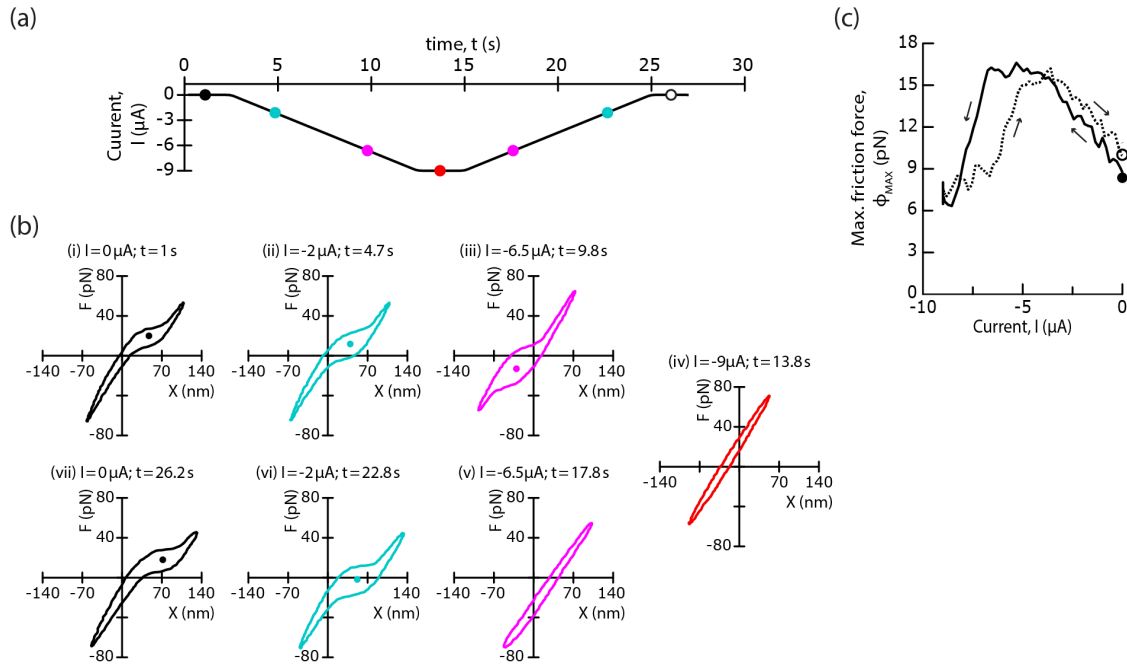 (a)
time, t (s)
0 5 10 15 20 25 30
Cuurent,
I (µA)
0
-3
-6
-9
(b)
(i) I=0µA; t=1s
F (pN)
80
40
-80
-140 -70 70 140
X (nm)
(ii) I=-2µA; t=4.7s
F (pN)
80
40
-80
-140 -70 70 140
X (nm)
(iii) I=-6.5µA; t=9.8s
F (pN)
80
40
-80
-140 -70 70 140
X (nm)
(iv) I=-9µA; t=13.8s
F (pN)
80
40
-80
-140 70 140
X (nm)
(vii) I=0µA; t=26.2s
F (pN)
80
40
-80
-140 -70 70 140
X (nm)
(vi) I=-2µA; t=22.8s
F (pN)
80
40
-80
-140 -70 70 140
X (nm)
(v) I=-6.5µA; t=17.8s
F (pN)
80
40
-80
-140 -70 70 140
X (nm)
(c)
Max. friction force,
ΦMAX (pN)
18
15
12
9
6
3
0
-10 -5 0
Current, I (µA)